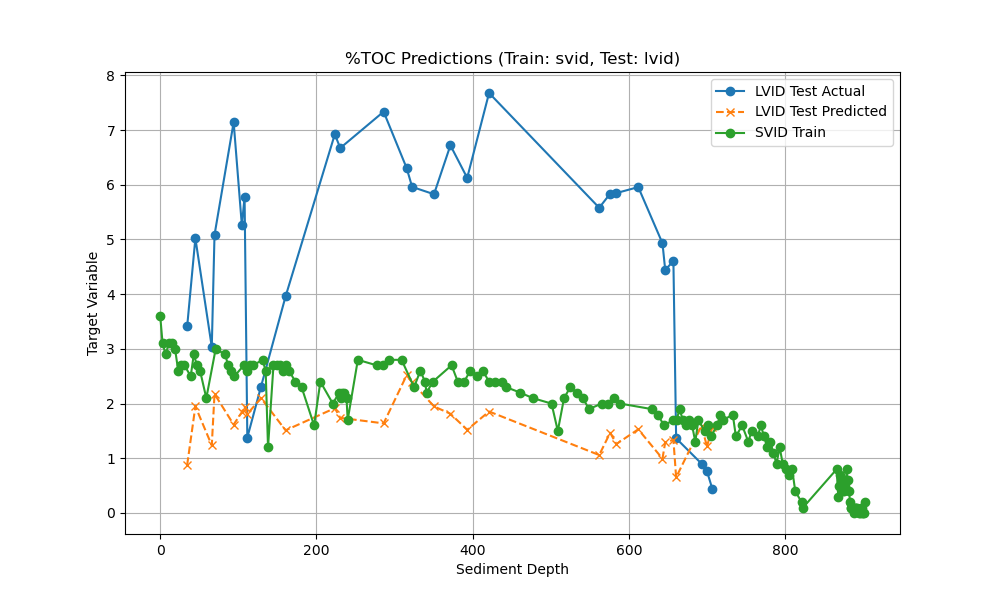 %TOC Predictions (Train: svid, Test: lvid)
LVID Test Actual
LVID Test Predicted
SVID Train
Target Variable
8
7
6
5
4
3
2
1
0
0 200 400 600 800
Sediment Depth